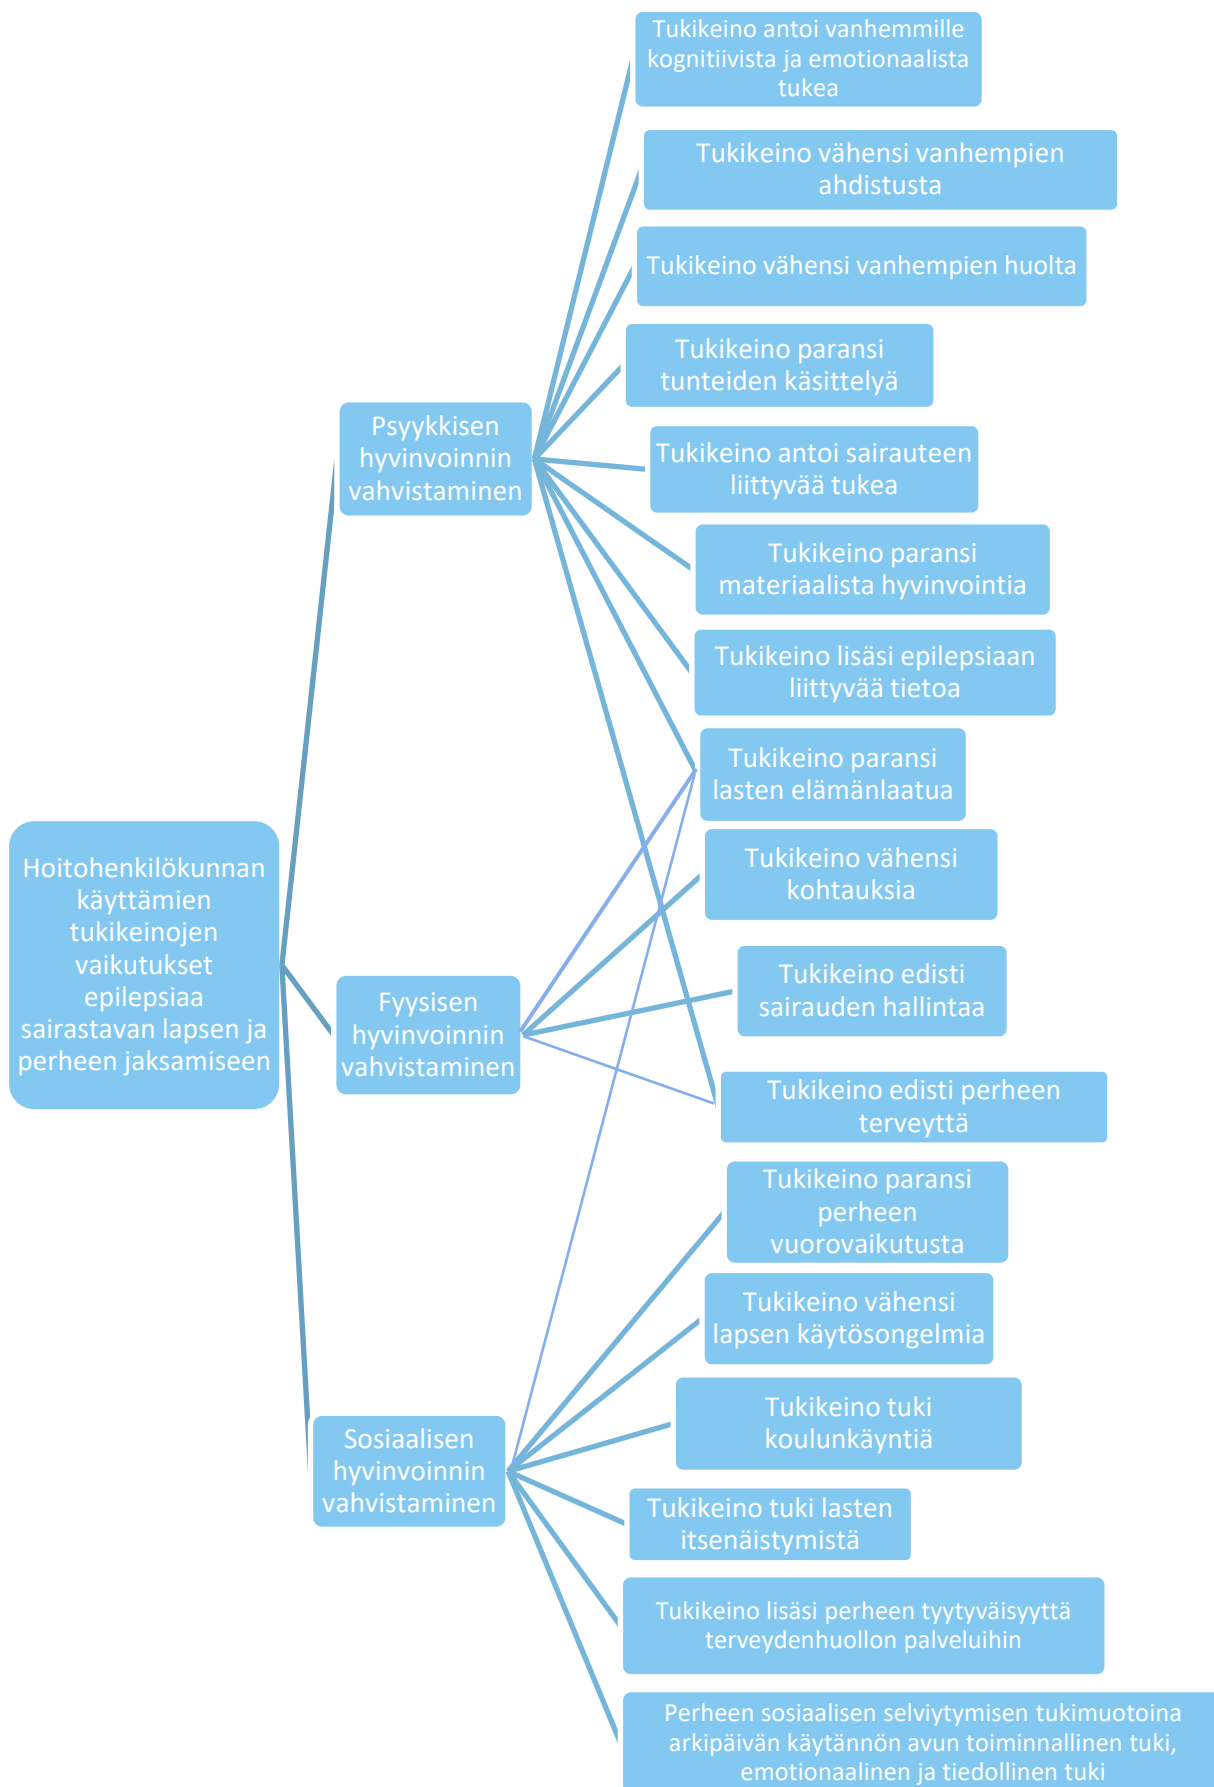 Tukikeino antoi vanhemmille
kognitiivista ja emotionaalista
tukea
Tukikeino vähensi vanhempien
ahdistusta
Tukikeino vähensi vanhempien huolta
Tukikeino paransi
tunteiden käsittelyä
Psyykkisen
hyvinvoinnin
vahvistaminen
Tukikeino antoi sairauteen
liittyvää tukea
Tukikeino paransi
materiaalista hyvinvointia
Tukikeino lisäsi epilepsiaan
liittyvää tietoa
Tukikeino paransi
lasten elämänlaatua
Hoitohenkilökunnan
käyttämien
tukikeinojen
vaikutukset
epilepsiaa
sairastavan lapsen ja
perheen jaksamiseen
Tukikeino vähensi
kohtauksia
Fyysisen
hyvinvoinnin
vahvistaminen
Tukikeino edisti
sairauden hallintaa
Tukikeino edisti perheen
terveyttä
Tukikeino paransi
perheen
vuorovaikutusta
Tukikeino vähensi
lapsen käytösongelmia
Tukikeino tuki
koulunkäyntiä
Sosiaalisen
hyvinvoinnin
vahvistaminen
Tukikeino tuki lasten
itsenäistymistä
Tukikeino lisäsi perheen tyytyväisyyttä
terveydenhuollon palveluihin
Perheen sosiaalisen selviytymisen tukimuotoina
arkipäivän käytännön avun toiminnallinen tuki,
emotionaalinen ja tiedollinen tuki